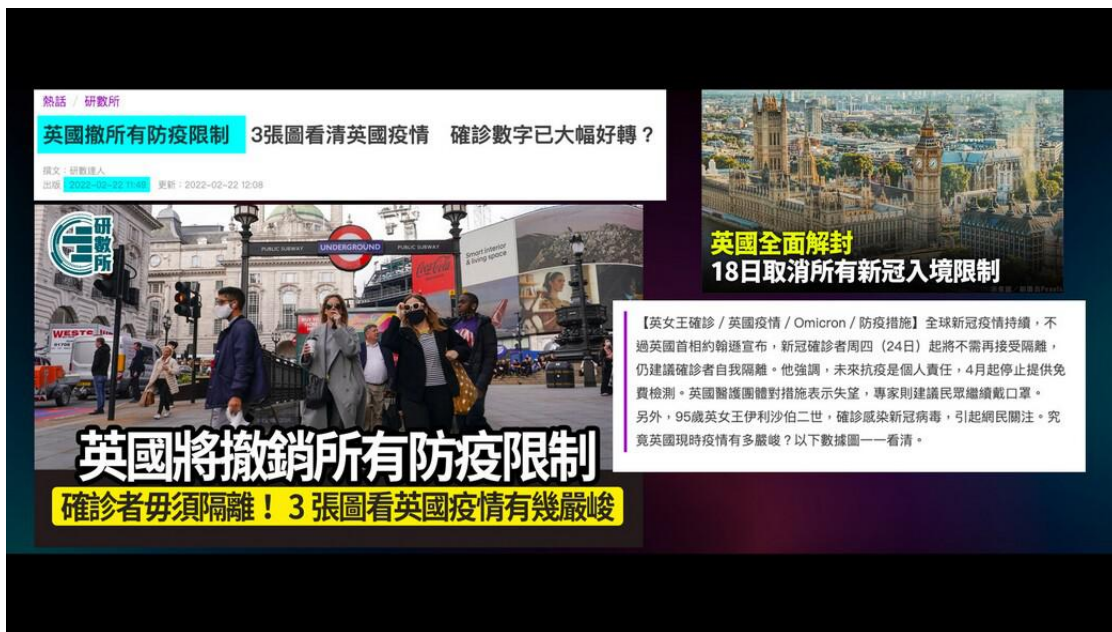 熱話 / 研數所
英國撤所有防疫限制 3張圖看清英國疫情 確診數字已大幅好轉？
撰文：研數達人
出版：2022-02-22 11:49 更新：2022-02-22 12:08
研數所
PUBLIC SUBWAY UNDERGROUND PUBLIC SUBWAY
Smart interior
& living space
Coca-Cola
英國將撤銷所有防疫限制
確診者毋須隔離！ 3 張圖看英國疫情有幾嚴峻
英國全面解封
18日取消所有新冠入境限制
【英女王確診 / 英國疫情 / Omicron / 防疫措施】全球新冠疫情持續，不
過英國首相約翰遜宣布，新冠確診者周四（24日）起將不需再接受隔離，
仍建議確診者自我隔離。他強調，未來抗疫是個人責任，4月起停止提供免
費檢測。英國醫護團體對措施表示失望，專家則建議民眾繼續戴口罩。
另外，95歲英女王伊利沙伯二世，確診感染新冠病毒，引起網民關注。究
竟英國現時疫情有多嚴峻？以下數據圖一一看清。